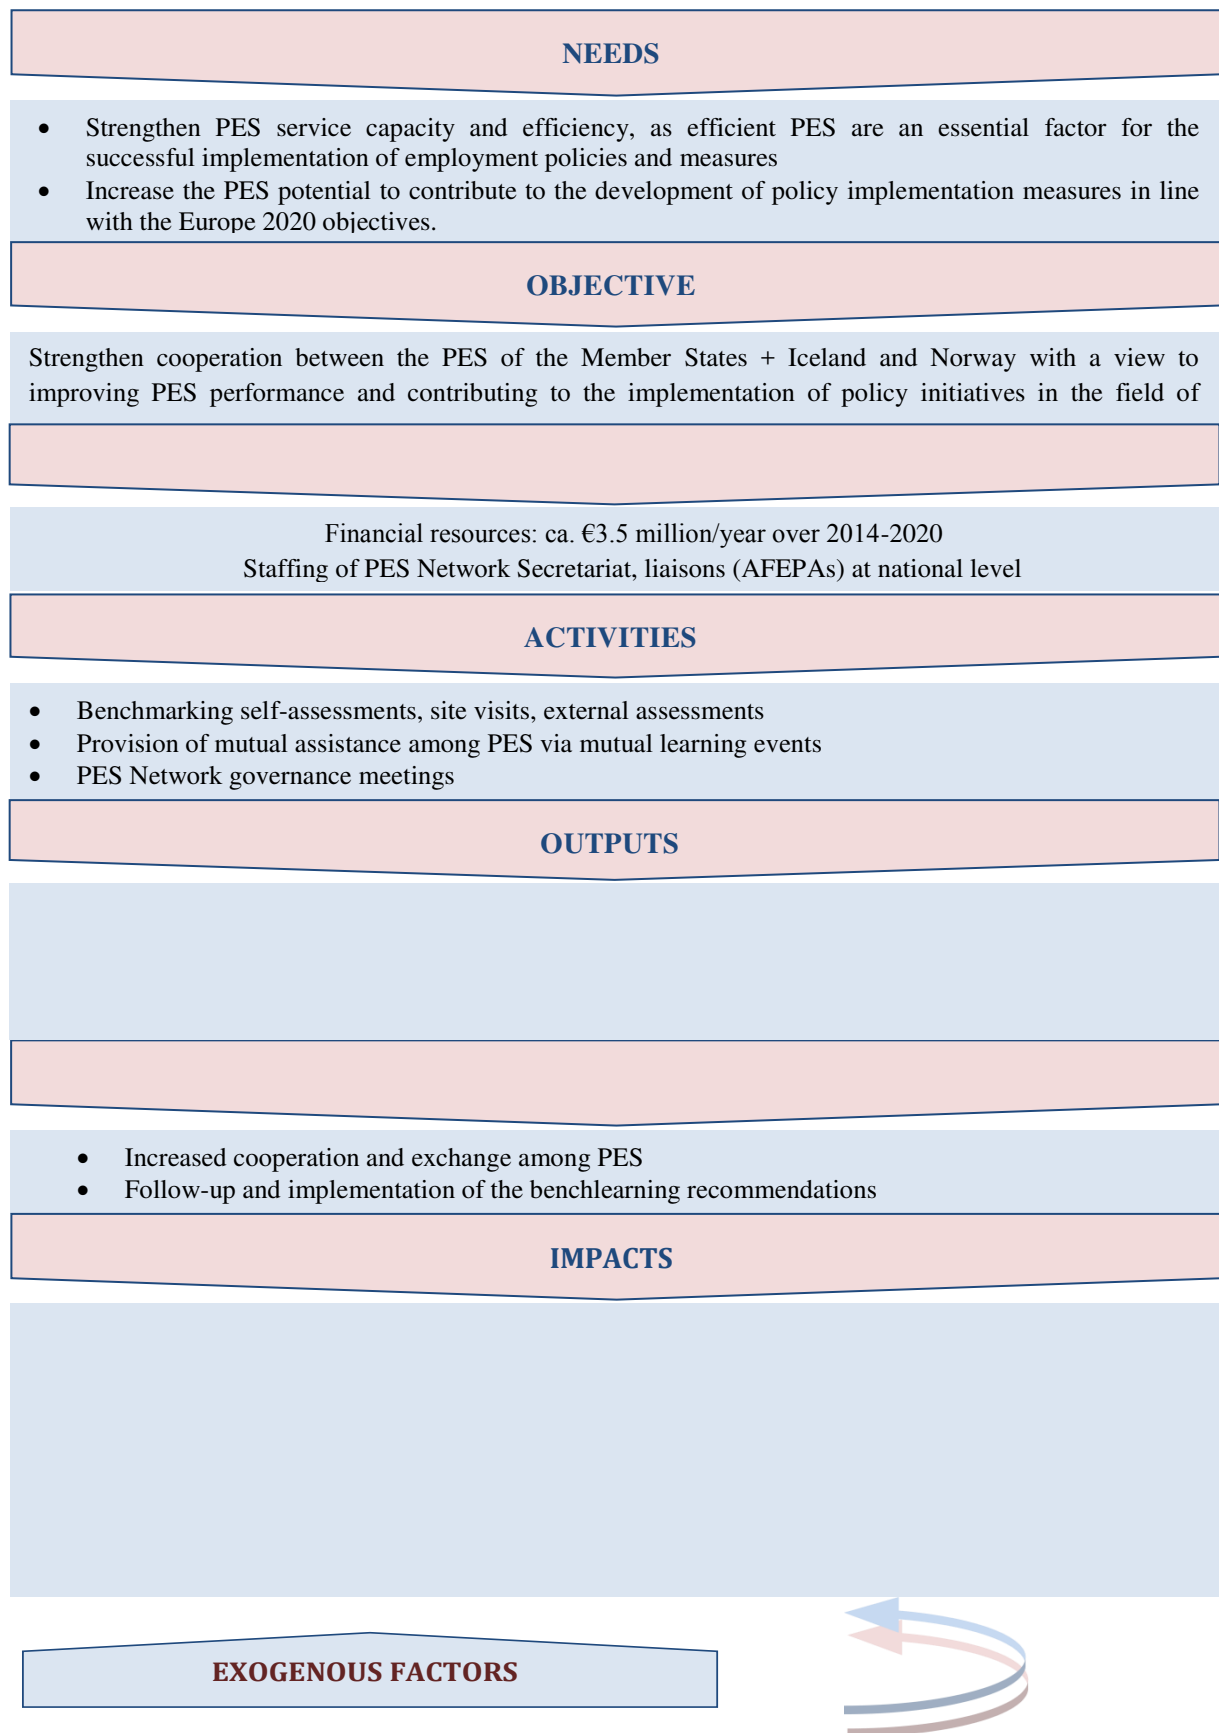 NEEDS
• Strengthen PES service capacity and efficiency, as efficient PES are an essential factor for the
successful implementation of employment policies and measures
• Increase the PES potential to contribute to the development of policy implementation measures in line
with the Europe 2020 objectives.
OBJECTIVE
Strengthen cooperation between the PES of the Member States + Iceland and Norway with a view to
improving PES performance and contributing to the implementation of policy initiatives in the field of
Financial resources: ca. €3.5 million/year over 2014-2020
Staffing of PES Network Secretariat, liaisons (AFEPAs) at national level
ACTIVITIES
• Benchmarking self-assessments, site visits, external assessments
• Provision of mutual assistance among PES via mutual learning events
• PES Network governance meetings
OUTPUTS
• Increased cooperation and exchange among PES
• Follow-up and implementation of the benchlearning recommendations
IMPACTS
EXOGENOUS FACTORS